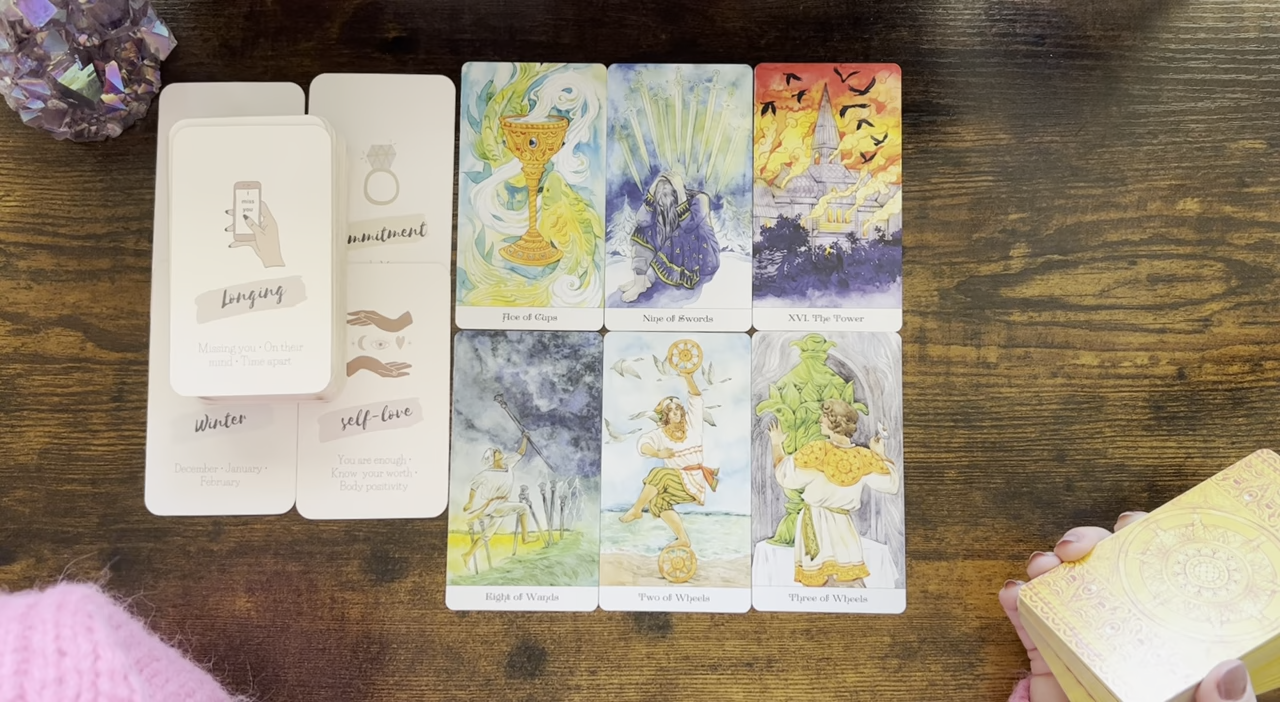 I
miss
you
Longing
Missing you • On their
mind • Time apart
mmitment
Winter
December • January •
February
self-love
You are enough •
Know your worth •
Body positivity
Ace of Cups
Nine of Swords
XVI. The Tower
Eight of Wands
Two of Wheels
Three of Wheels